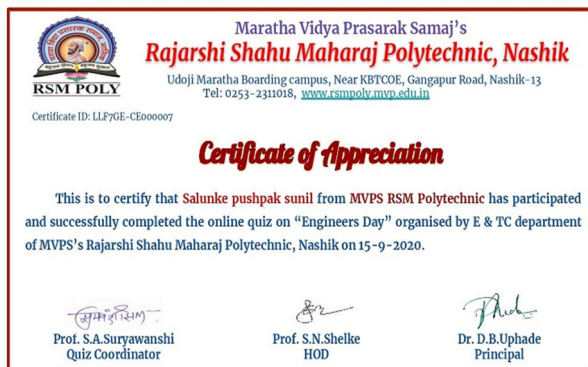 Maratha Vidya Prasarak Samaj's
Rajarshi Shahu Maharaj Polytechnic, Nashik
RSM POLY
Udoji Maratha Boarding campus, Near KBTCOE, Gangapur Road, Nashik-13
Tel: 0253-2311018, www.rsmpoly.mvp.edu.in
Certificate ID: LLF7GE-CE000007
Certificate of Appreciation
This is to certify that Salunke pushpak sunil from MVPS RSM Polytechnic has participated
and successfully completed the online quiz on “Engineers Day” organised by E & TC department
of MVPS's Rajarshi Shahu Maharaj Polytechnic, Nashik on 15-9-2020.
Prof. S.A.Suryawanshi
Quiz Coordinator
Prof. S.N.Shelke
HOD
Dr. D.B.Uphade
Principal